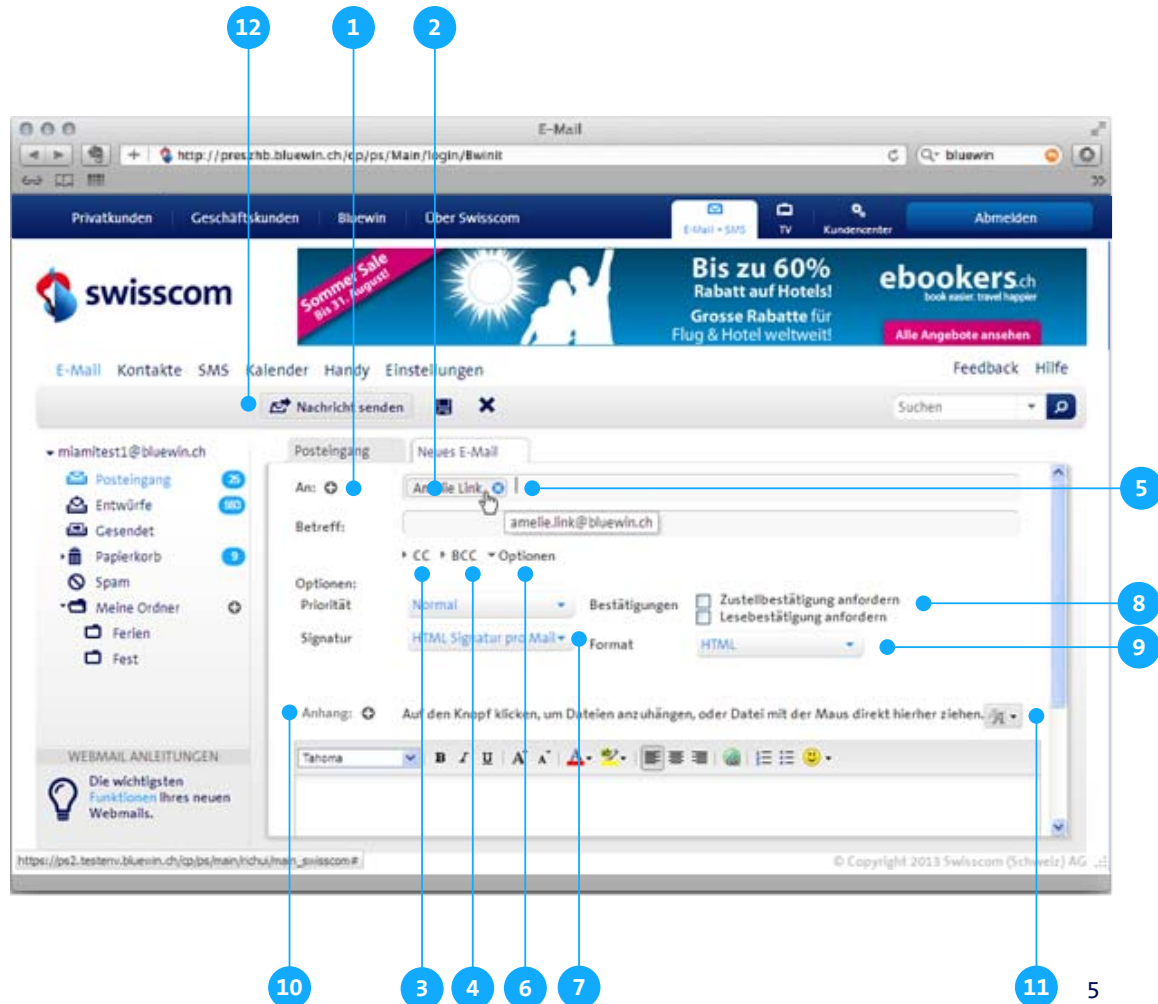 12 1 2
E-Mail
http://preszhb.bluewin.ch/cp/ps/Main/login/Bwinit
bluewin
Privatkunden Geschäftskunden Bluewin Über Swisscom
E-Mail + SMS TV Kundencenter Abmelden
swisscom
Sommer Sale
Bis 31. August!
Bis zu 60%
Rabatt auf Hotels!
Grosse Rabatte für
Flug & Hotel weltweit!
ebookers.ch
book easier. travel happier
Alle Angebote ansehen
E-Mail Kontakte SMS Kalender Handy Einstellungen Feedback Hilfe
Nachricht senden Suchen
miamitest1@bluewin.ch
Posteingang 25
Entwürfe
Gesendet
Papierkorb 9
Spam
Meine Ordner
Ferien
Fest
Posteingang Neues E-Mail
An: Amelie Link 5
amelie.link@bluewin.ch
Betreff:
CC BCC Optionen
Optionen:
Priorität Normal Bestätigungen Zustellbestätigung anfordern 8
Lesebestätigung anfordern
Signatur HTML Signatur pro Mail Format HTML 9
Anhang: Auf den Knopf klicken, um Dateien anzuhängen, oder Datei mit der Maus direkt hierher ziehen.
Tahoma B I U A A A
WEBMAIL ANLEITUNGEN
Die wichtigsten
Funktionen Ihres neuen
Webmails.
https://ps2.testenv.bluewin.ch/cp/ps/main/richui/main_swisscom#
© Copyright 2013 Swisscom (Schweiz) AG
10 3 4 6 7 11 5